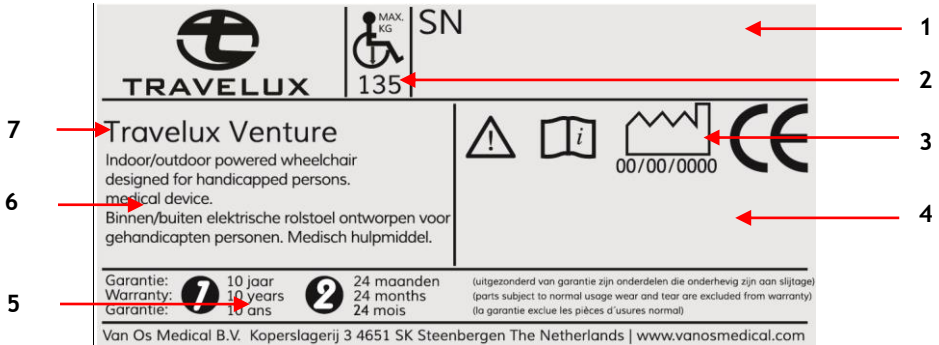 TRAVELUX
MAX.
KG
135
SN
1
2
7
Travelux Venture
Indoor/outdoor powered wheelchair
designed for handicapped persons.
medical device.
Binnen/buiten elektrische rolstoel ontworpen voor
gehandicapten personen. Medisch hulpmiddel.
6
i
00/00/0000
CE
3
4
5
Garantie:
Warranty:
Garantie:
1
10 jaar
10 years
10 ans
2
24 maanden
24 months
24 mois
(uitgezonderd van garantie zijn onderdelen die onderhevig zijn aan slijtage)
(parts subject to normal usage wear and tear are excluded from warranty)
(la garantie exclue les pièces d´usures normal)
Van Os Medical B.V. Koperslagerij 3 4651 SK Steenbergen The Netherlands | www.vanosmedical.com